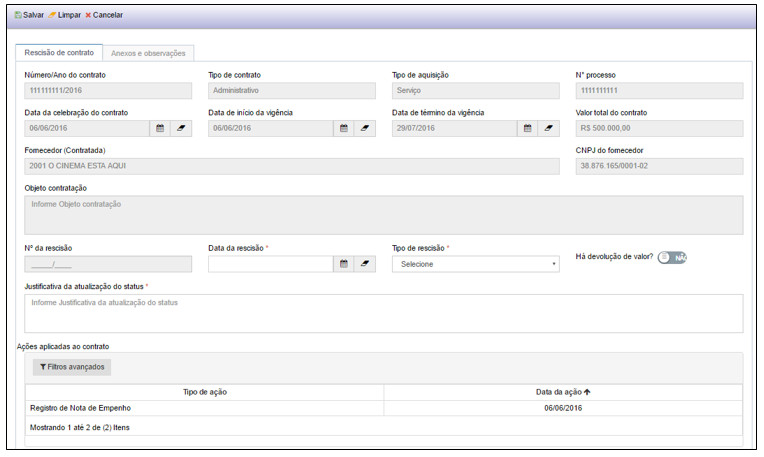 Salvar Limpar Cancelar
Rescisão de contrato Anexos e observações
Número/Ano do contrato Tipo de contrato Tipo de aquisição N° processo
111111111/2016 Administrativo Serviço 1111111111
Data da celebração do contrato Data de início da vigência Data de término da vigência Valor total do contrato
06/06/2016 06/06/2016 29/07/2016 R$ 500.000,00
Fornecedor (Contratada) CNPJ do fornecedor
2001 O CINEMA ESTA AQUI 38.876.165/0001-02
Objeto contratação
Informe Objeto contratação
Nº da rescisão Data da rescisão * Tipo de rescisão * Há devolução de valor? NÃO
_____/____ Selecione
Justificativa da atualização do status *
Informe Justificativa da atualização do status
Ações aplicadas ao contrato
Filtros avançados
Tipo de ação Data da ação
Registro de Nota de Empenho 06/06/2016
Mostrando 1 até 2 de (2) Itens